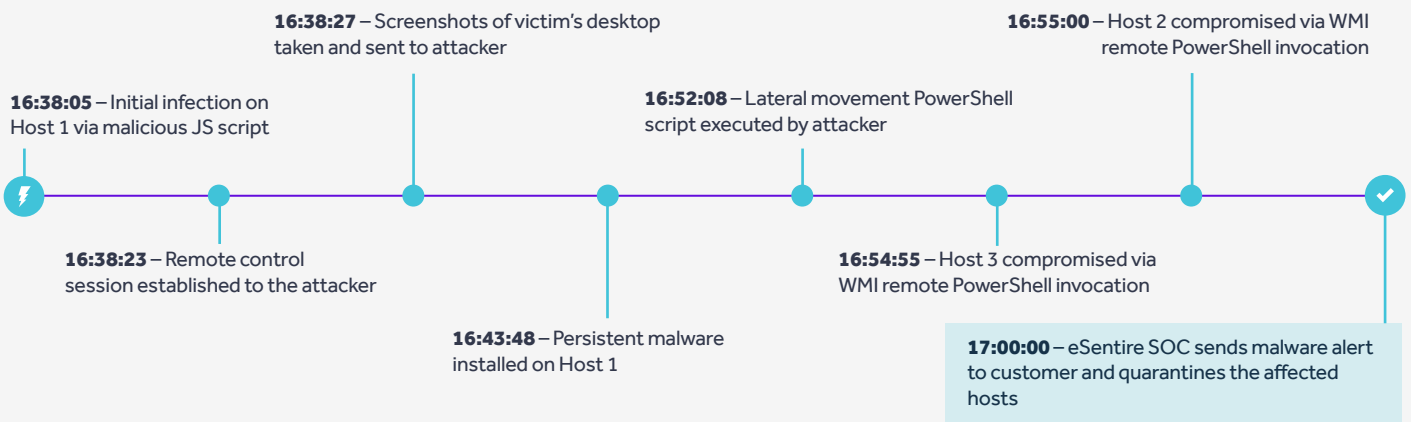 16:38:27 – Screenshots of victim’s desktop
taken and sent to attacker
16:55:00 – Host 2 compromised via WMI
remote PowerShell invocation
16:38:05 – Initial infection on
Host 1 via malicious JS script
16:52:08 – Lateral movement PowerShell
script executed by attacker
16:38:23 – Remote control
session established to the attacker
16:54:55 – Host 3 compromised via
WMI remote PowerShell invocation
16:43:48 – Persistent malware
installed on Host 1
17:00:00 – eSentire SOC sends malware alert
to customer and quarantines the affected
hosts